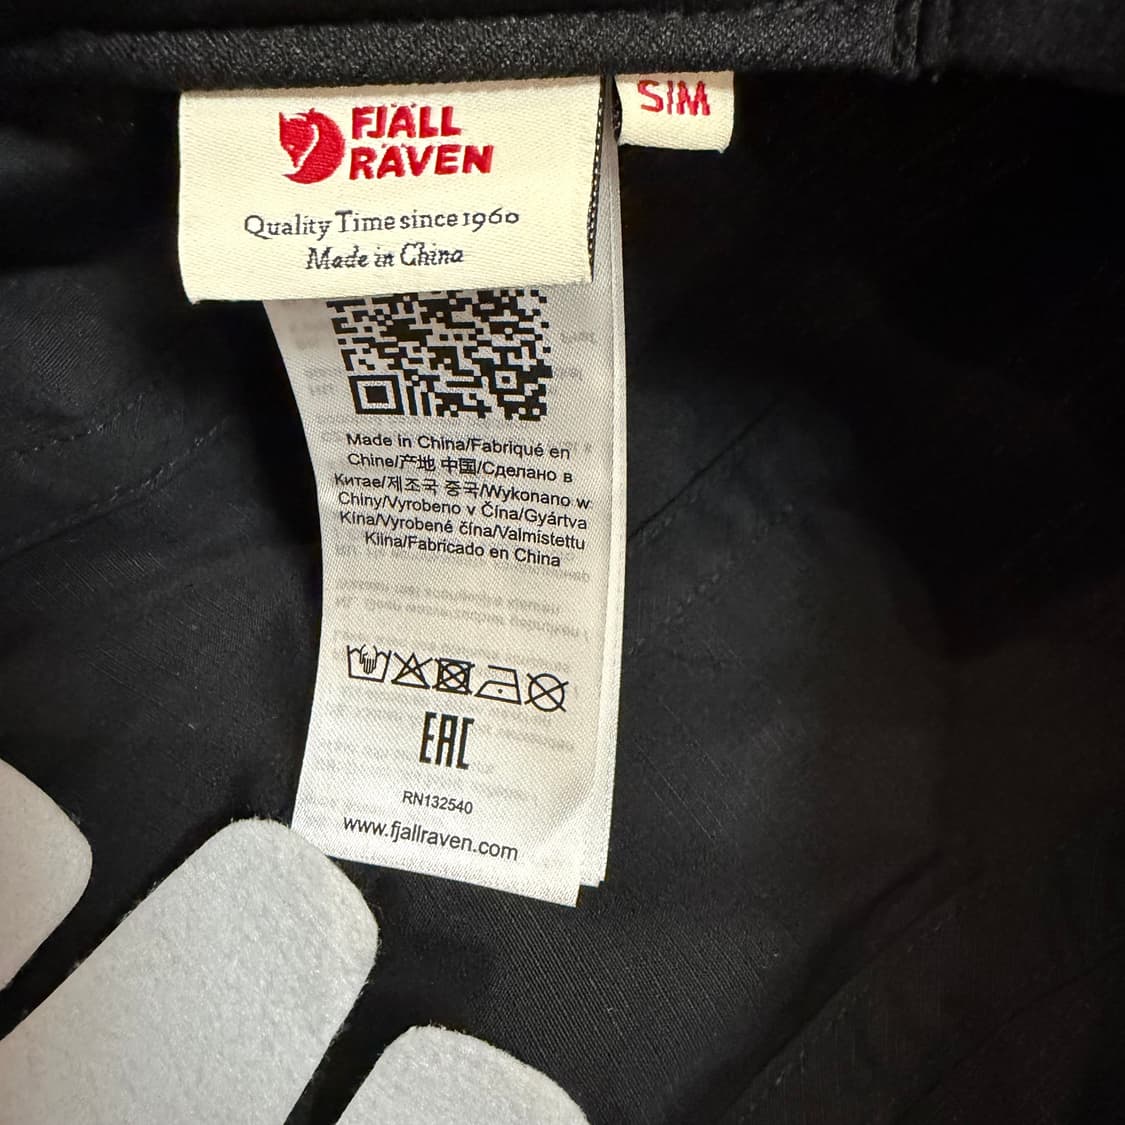 FJÄLL
RÄVEN
Quality Time since 1960
Made in China
S/M
Made in China/Fabriqué en
Chine/产地 中国/Сделано в
Китае/제조국 중국/Wykonano w
Chiny/Vyrobeno v Čína/Gyártva
Kína/Vyrobené čína/Valmistettu
Kiina/Fabricado en China
EAC
RN132540
www.fjallraven.com